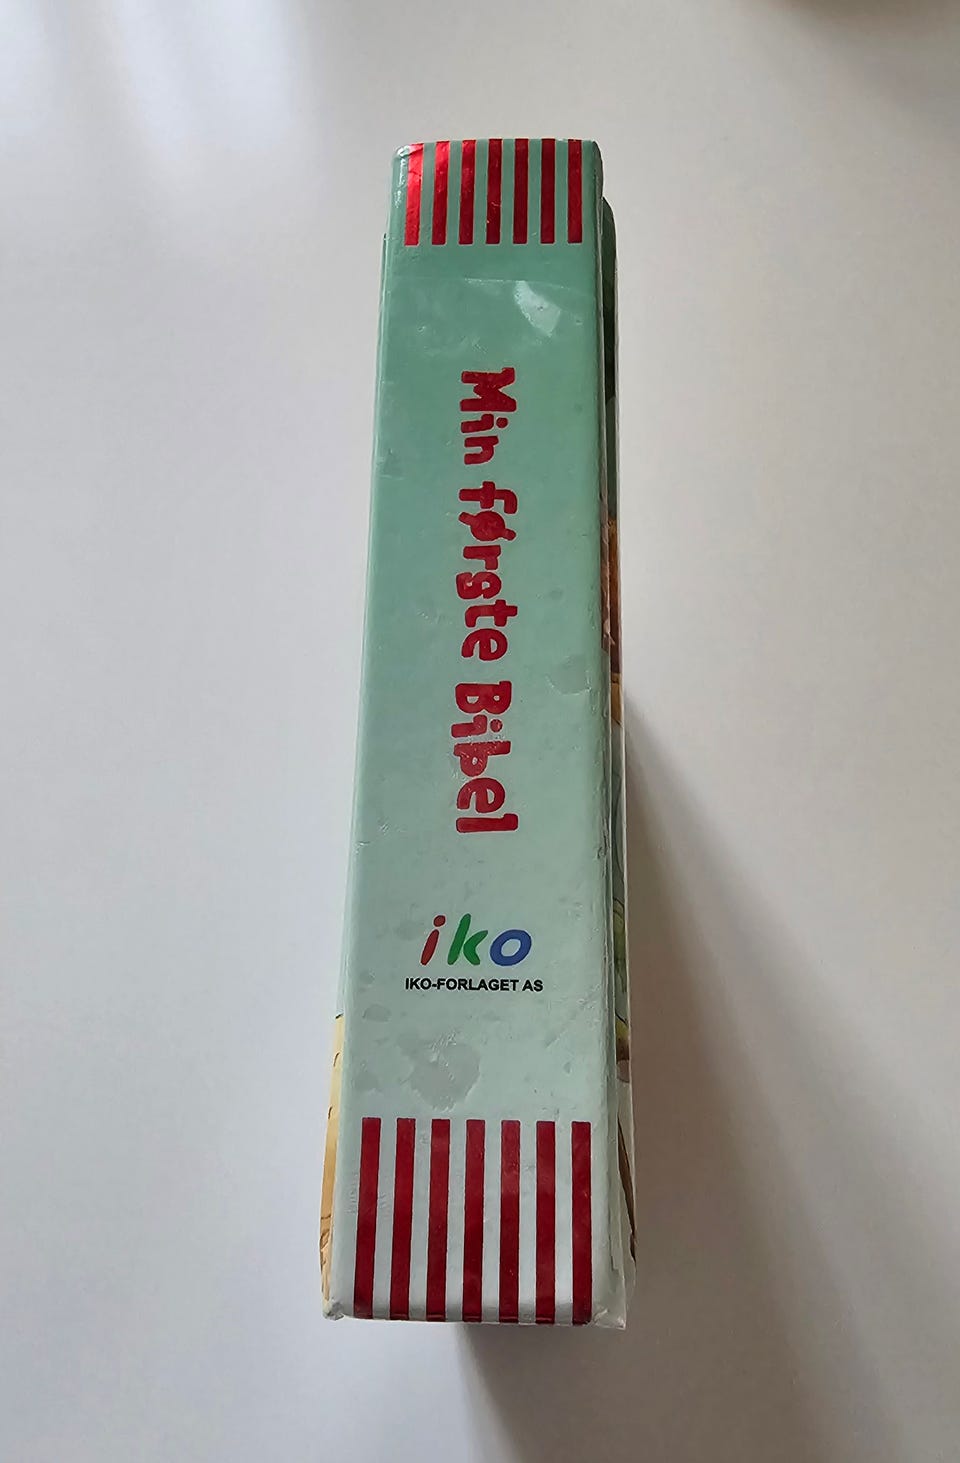 Min første Bibel
iko
IKO-FORLAGET AS